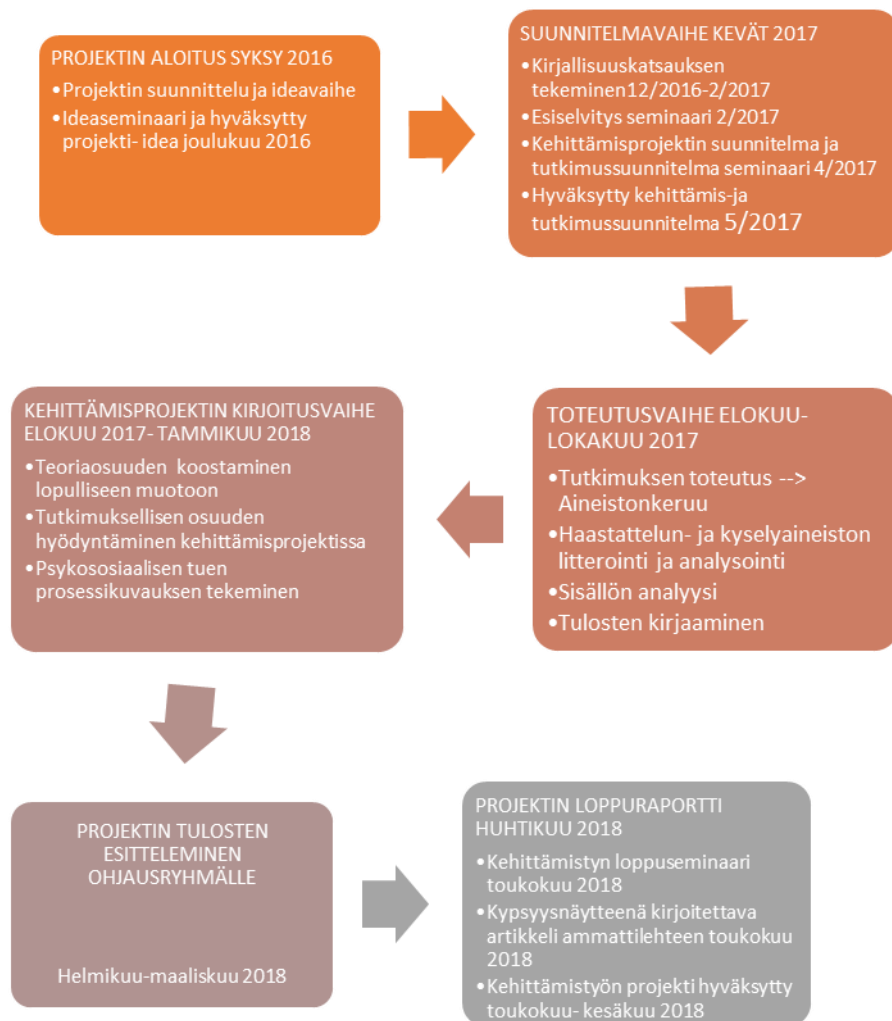 PROJEKTIN ALOITUS SYKSY 2016
•Projektin suunnittelu ja ideavaihe
•Ideaseminaari ja hyväksytty
projekti- idea joulukuu 2016
SUUNNITELMAVAIHE KEVÄT 2017
•Kirjallisuuskatsauksen
tekeminen12/2016-2/2017
•Esiselvitys seminaari 2/2017
•Kehittämisprojektin suunnitelma ja
tutkimussuunnitelma seminaari 4/2017
•Hyväksytty kehittämis-ja
tutkimussuunnitelma 5/2017
TOTEUTUSVAIHE ELOKUU-
LOKAKUU 2017
•Tutkimuksen toteutus -->
Aineistonkeruu
•Haastattelun- ja kyselyaineiston
litterointi ja analysointi
•Sisällön analyysi
•Tulosten kirjaaminen
KEHITTÄMISPROJEKTIN KIRJOITUSVAIHE
ELOKUU 2017- TAMMIKUU 2018
•Teoriaosuuden koostaminen
lopulliseen muotoon
•Tutkimuksellisen osuuden
hyödyntäminen kehittämisprojektissa
•Psykososiaalisen tuen
prosessikuvauksen tekeminen
PROJEKTIN TULOSTEN
ESITTELEMINEN
OHJAUSRYHMÄLLE
Helmikuu-maaliskuu 2018
PROJEKTIN LOPPURAPORTTI
HUHTIKUU 2018
•Kehittämistyn loppuseminaari
toukokuu 2018
•Kypsyysnäytteenä kirjoitettava
artikkeli ammattilehteen toukokuu
2018
•Kehittämistyön projekti hyväksytty
toukokuu- kesäkuu 2018